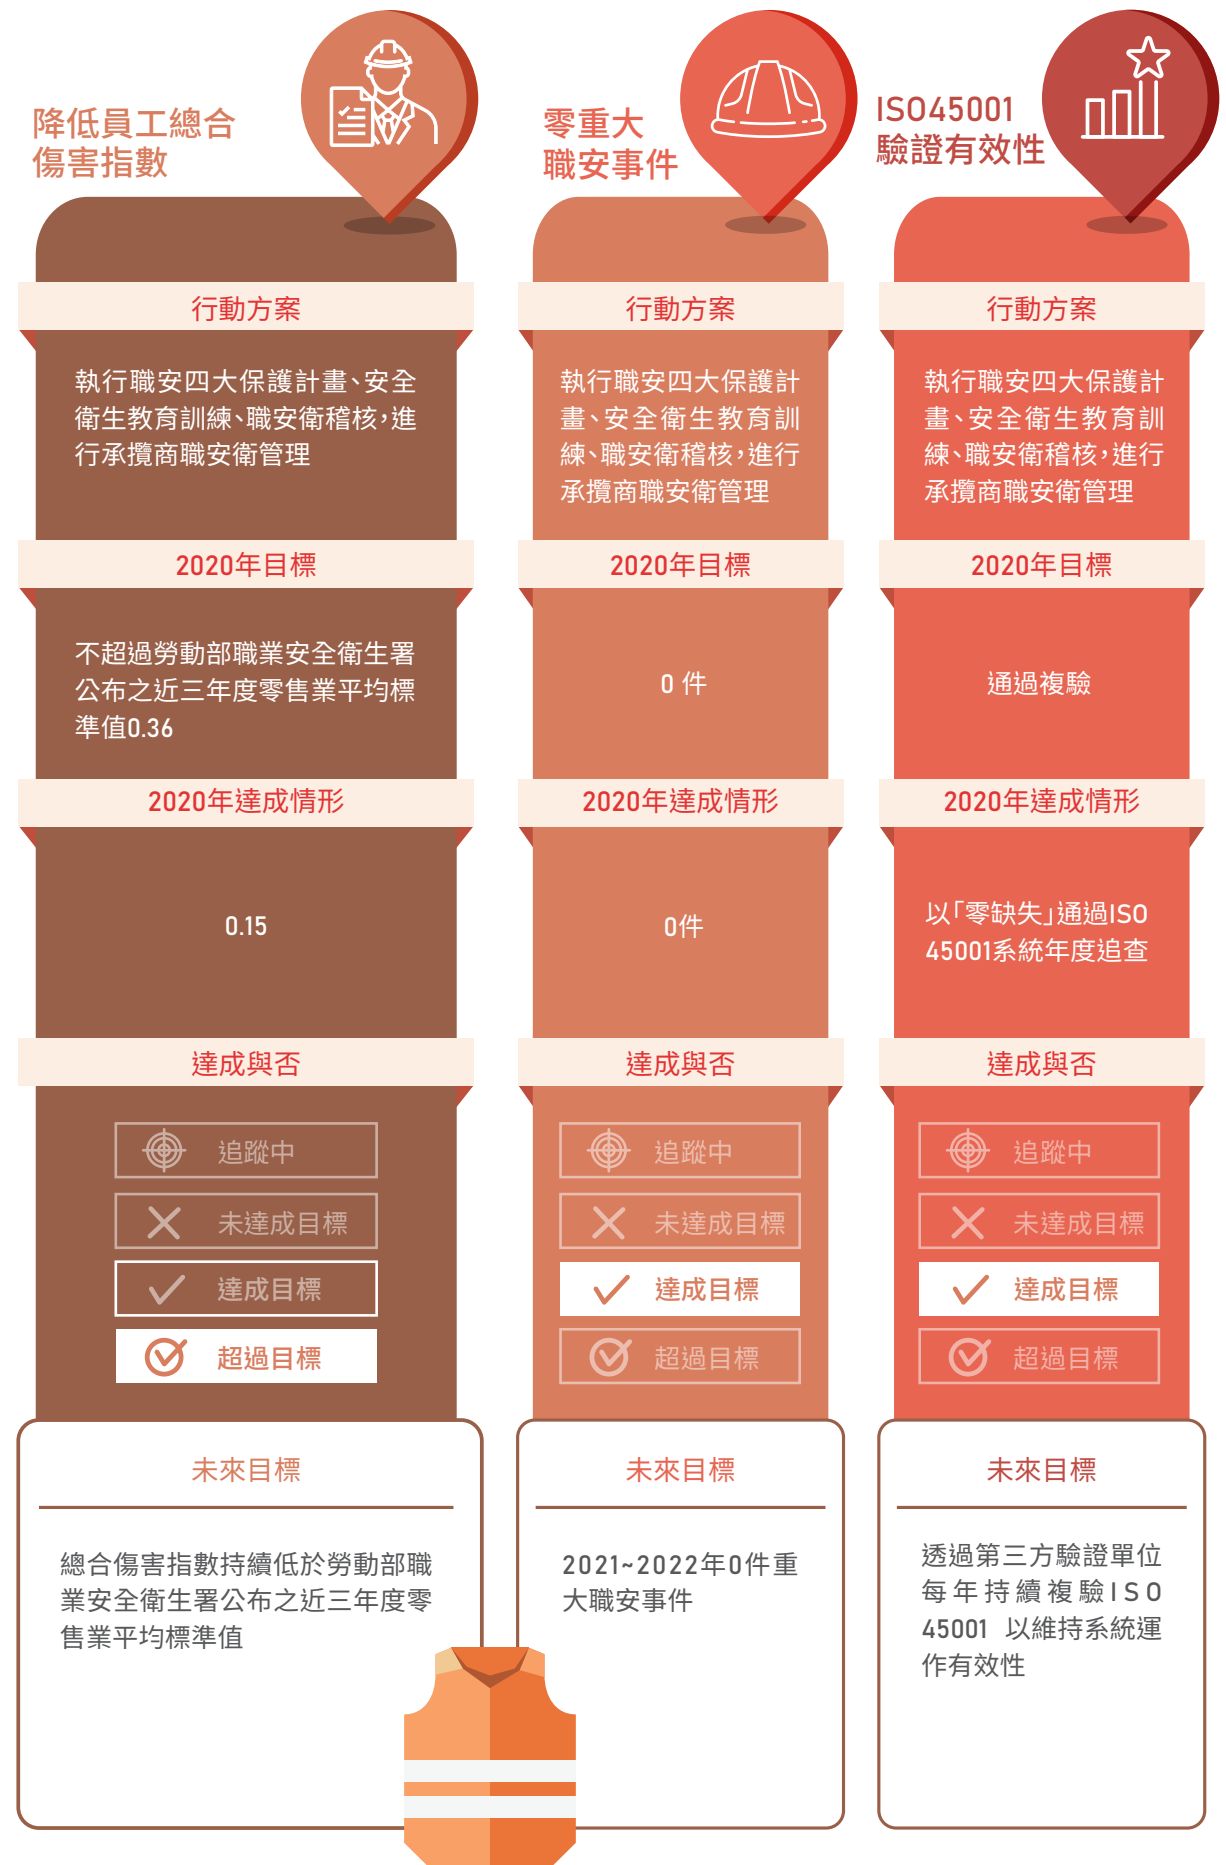 降低員工總合
傷害指數
行動方案
執行職安四大保護計畫、安全
衛生教育訓練、職安衛稽核，進
行承攬商職安衛管理
2020年目標
不超過勞動部職業安全衛生署
公布之近三年度零售業平均標
準值0.36
2020年達成情形
0.15
達成與否
追蹤中
未達成目標
達成目標
超過目標
未來目標
總合傷害指數持續低於勞動部職
業安全衛生署公布之近三年度零
售業平均標準值
零重大
職安事件
行動方案
執行職安四大保護計
畫、安全衛生教育訓
練、職安衛稽核，進行
承攬商職安衛管理
2020年目標
0 件
2020年達成情形
0件
達成與否
追蹤中
未達成目標
達成目標
超過目標
未來目標
2021~2022年0件重
大職安事件
ISO45001
驗證有效性
行動方案
執行職安四大保護計
畫、安全衛生教育訓
練、職安衛稽核，進行
承攬商職安衛管理
2020年目標
通過複驗
2020年達成情形
以「零缺失」通過ISO
45001系統年度追查
達成與否
追蹤中
未達成目標
達成目標
超過目標
未來目標
透過第三方驗證單位
每年持續複驗ISO
45001 以維持系統運
作有效性